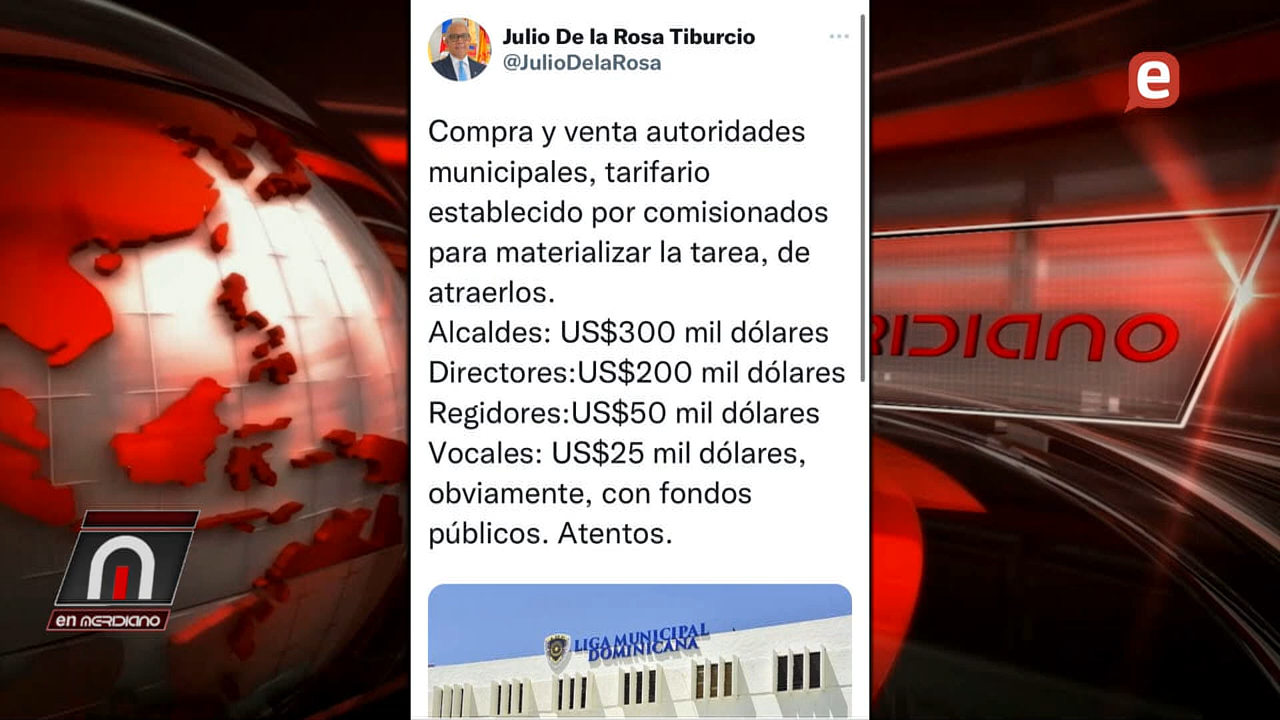 Julio De la Rosa Tiburcio
@JulioDelaRosa
Compra y venta autoridades
municipales, tarifario
establecido por comisionados
para materializar la tarea, de
atraerlos.
Alcaldes: US$300 mil dólares
Directores:US$200 mil dólares
Regidores:US$50 mil dólares
Vocales: US$25 mil dólares,
obviamente, con fondos
públicos. Atentos.
LIGA MUNICIPAL
DOMINICANA
e
RIDIANO
en MERIDIANO